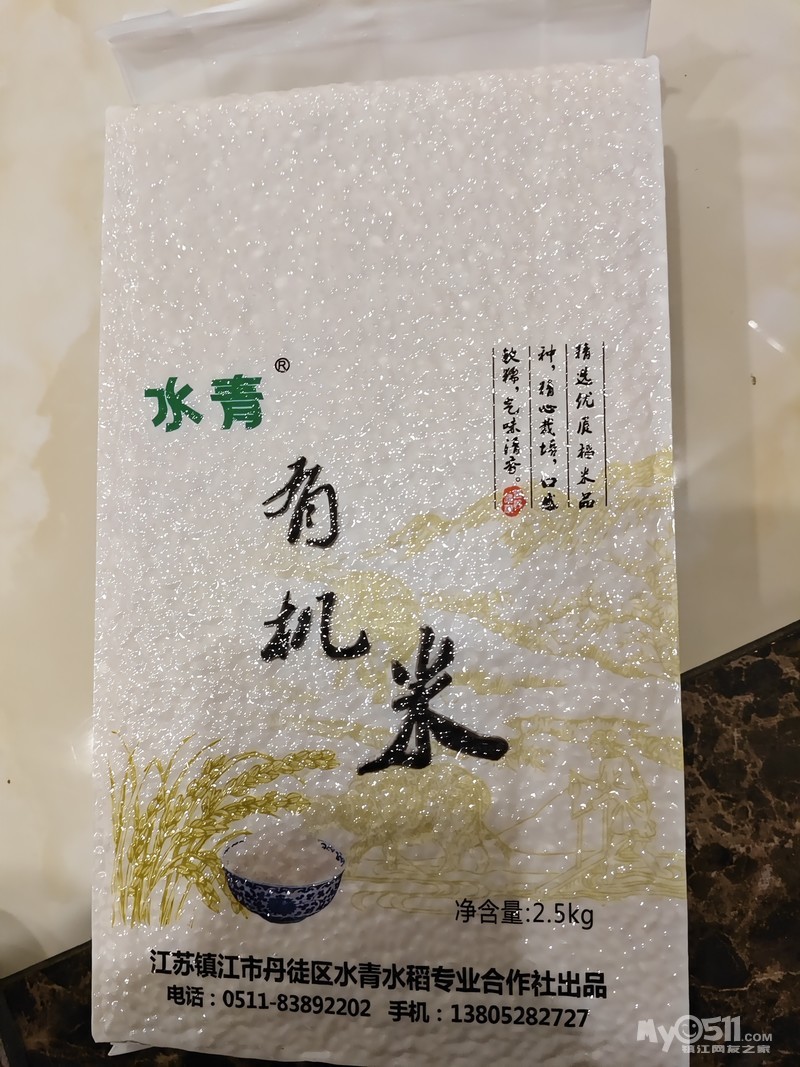 水青®
有
机
米
精选优质稻米品
种，精心栽培，口感
软糯，气味清香。
净含量:2.5kg
江苏镇江市丹徒区水青水稻专业合作社出品
电话：0511-83892202 手机：13805282727
My0511.COM
镇江网友之家